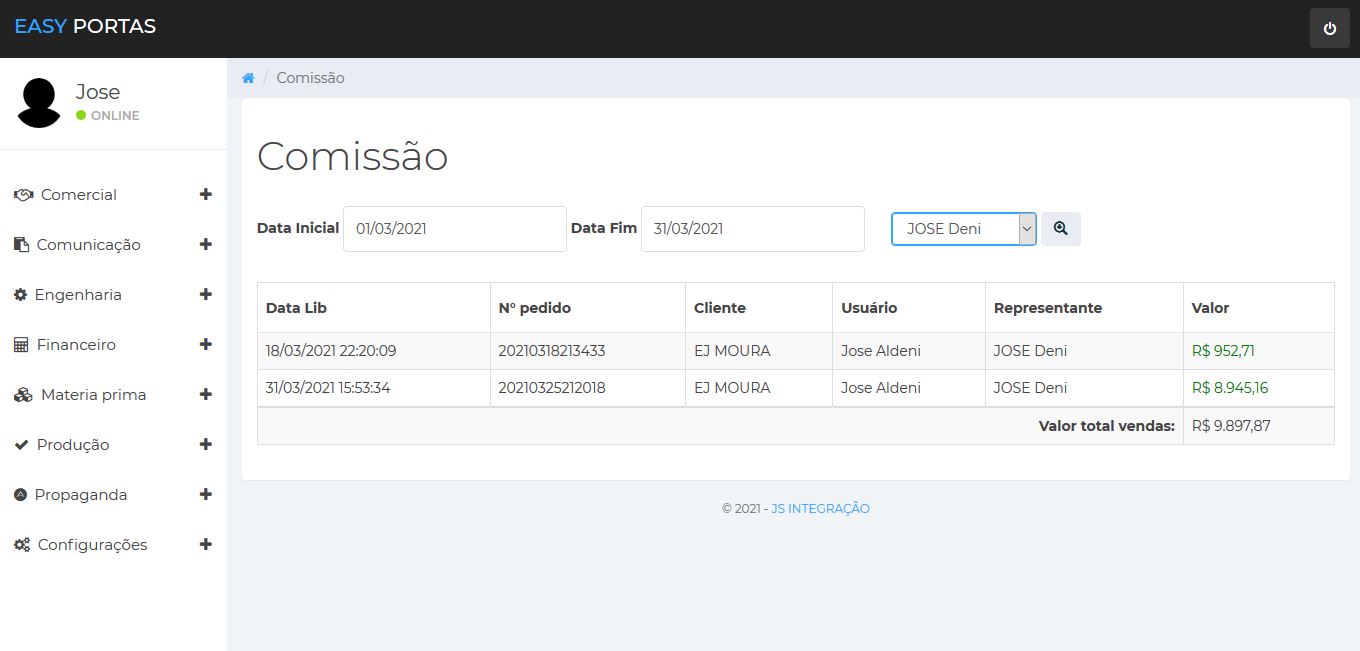 EASY PORTAS
Jose
ONLINE
Comercial
Comunicação
Engenharia
Financeiro
Materia prima
Produção
Propaganda
Configurações
/ Comissão
Comissão
Data Inicial 01/03/2021 Data Fim 31/03/2021 JOSE Deni
Data Lib N° pedido Cliente Usuário Representante Valor
18/03/2021 22:20:09 20210318213433 EJ MOURA Jose Aldeni JOSE Deni R$ 952,71
31/03/2021 15:53:34 20210325212018 EJ MOURA Jose Aldeni JOSE Deni R$ 8.945,16
Valor total vendas: R$ 9.897,87
© 2021 - JS INTEGRAÇÃO